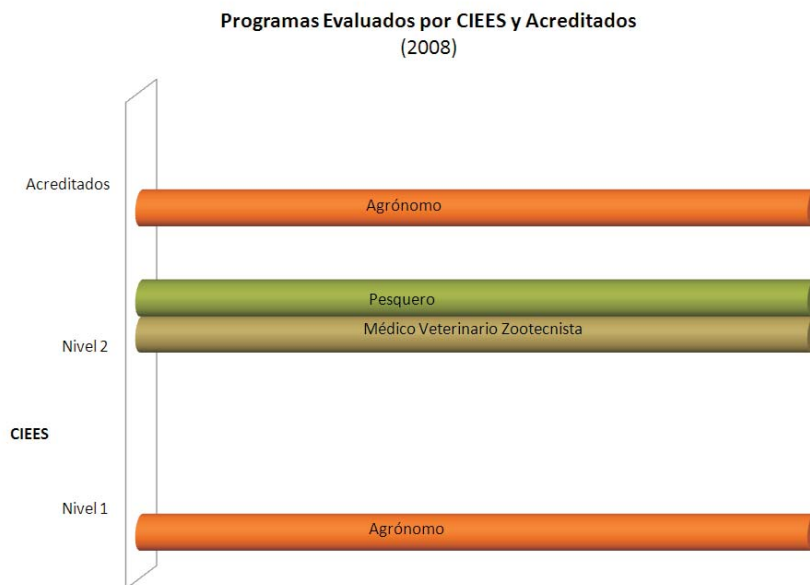 Programas Evaluados por CIEES y Acreditados
(2008)
Acreditados
Agrónomo
Pesquero
Médico Veterinario Zootecnista
Nivel 2
CIEES
Nivel 1
Agrónomo